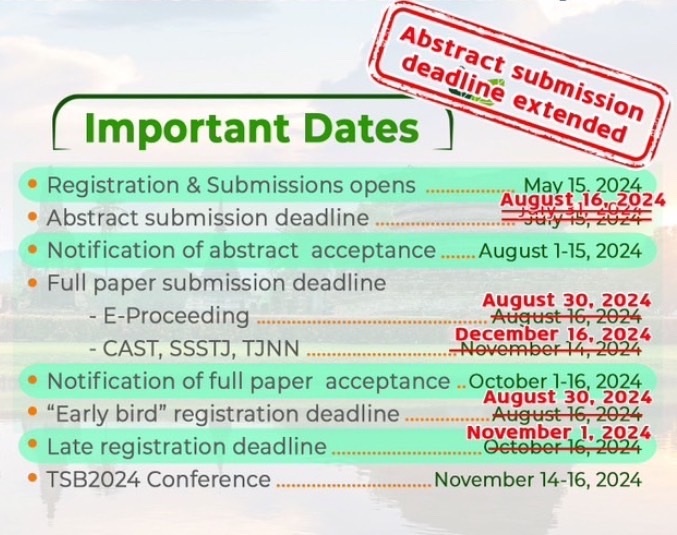 Abstract submission
deadline extended
Important Dates
Registration & Submissions opens ................ May 15, 2024
August 16, 2024
Abstract submission deadline ......................... July 15, 2024
Notification of abstract acceptance ....... August 1-15, 2024
Full paper submission deadline
August 30, 2024
- E-Proceeding .......................................... August 16, 2024
December 16, 2024
- CAST, SSSTJ, TJNN ........................... November 14, 2024
Notification of full paper acceptance .. October 1-16, 2024
August 30, 2024
“Early bird” registration deadline ............... August 16, 2024
November 1, 2024
Late registration deadline ........................... October 16, 2024
TSB2024 Conference ........................... November 14-16, 2024